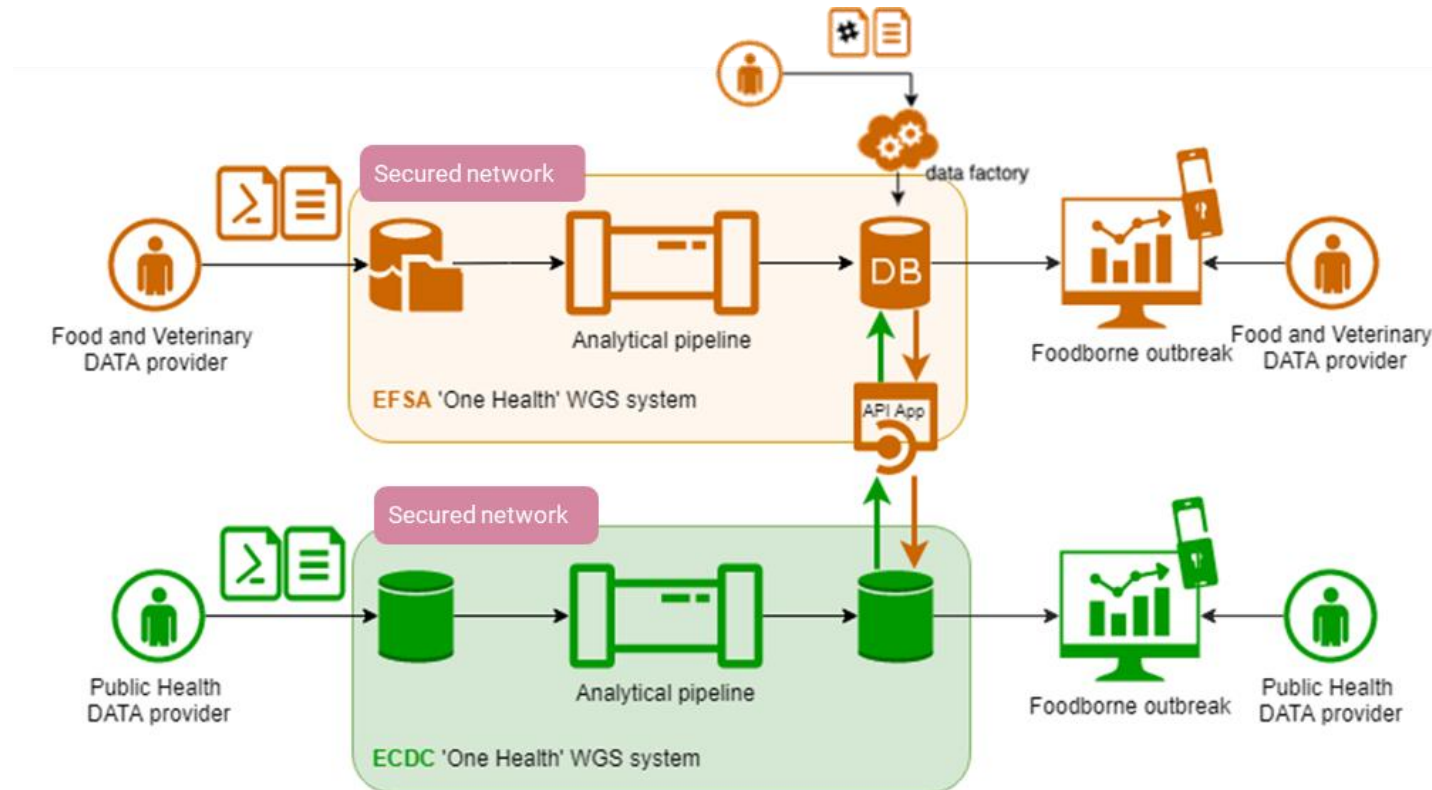 data factory
Secured network
DB
Food and Veterinary
DATA provider
Analytical pipeline
Foodborne outbreak
Food and Veterinary
DATA provider
EFSA 'One Health' WGS system
API App
Secured network
Public Health
DATA provider
Analytical pipeline
Foodborne outbreak
Public Health
DATA provider
ECDC 'One Health' WGS system